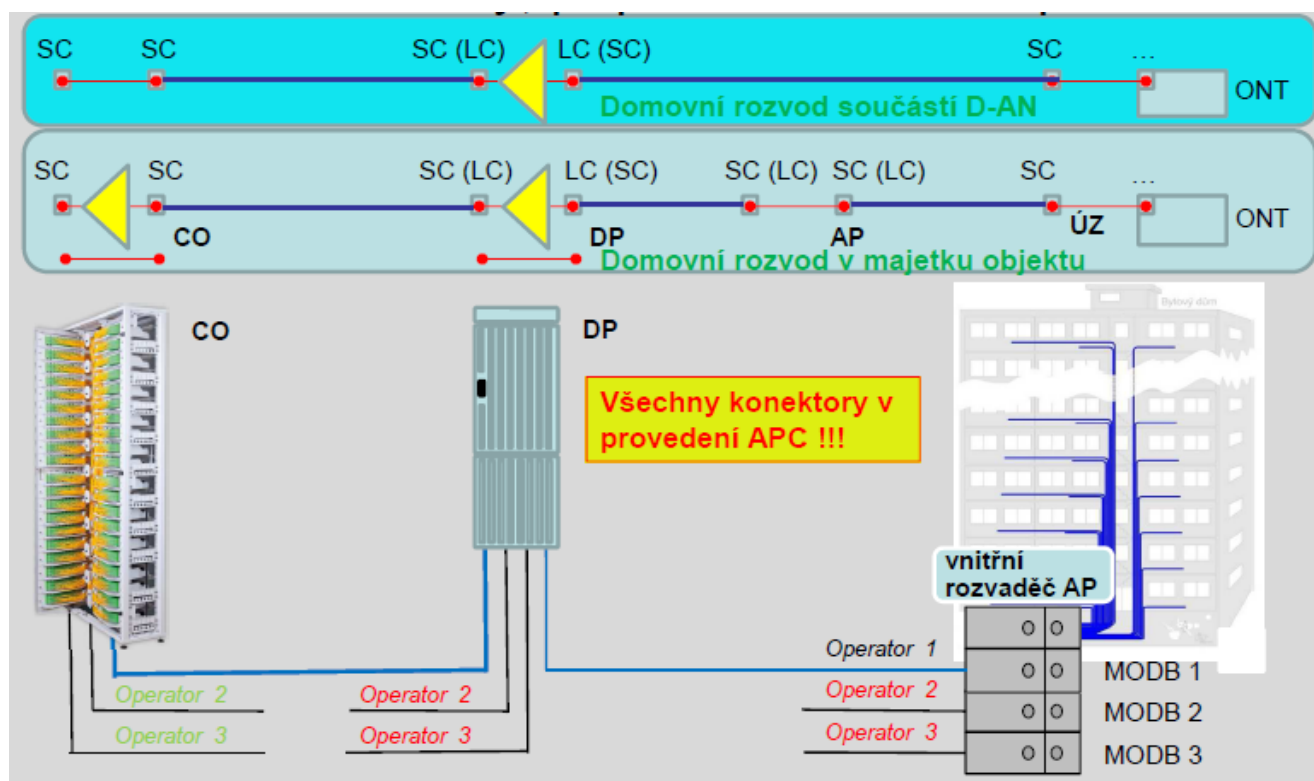 SC SC SC (LC) LC (SC) SC ...
ONT
Domovní rozvod součástí D-AN
SC SC SC (LC) LC (SC) SC (LC) SC (LC) SC ...
ONT
CO DP AP ÚZ
Domovní rozvod v majetku objektu
Bytový dům
CO DP
Všechny konektory v
provedení APC !!!
vnitřní
rozvaděč AP
Operator 1
MODB 1
Operator 2 Operator 2 Operator 2
MODB 2
Operator 3 Operator 3 Operator 3
MODB 3